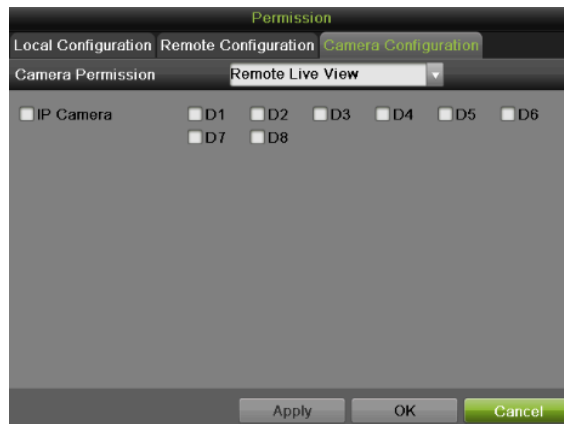 Permission
Local Configuration Remote Configuration Camera Configuration
Camera Permission Remote Live View
IP Camera D1 D2 D3 D4 D5 D6
D7 D8
Apply OK Cancel